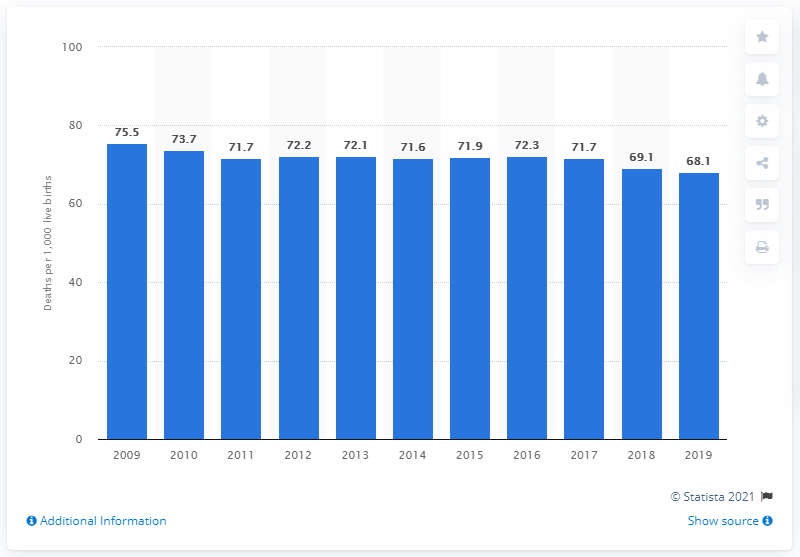 100
80
60
40
20
0
Deaths per 1,000 live births
75.5 73.7 71.7 72.2 72.1 71.6 71.9 72.3 71.7 69.1 68.1
2009 2010 2011 2012 2013 2014 2015 2016 2017 2018 2019
© Statista 2021
Additional Information Show source